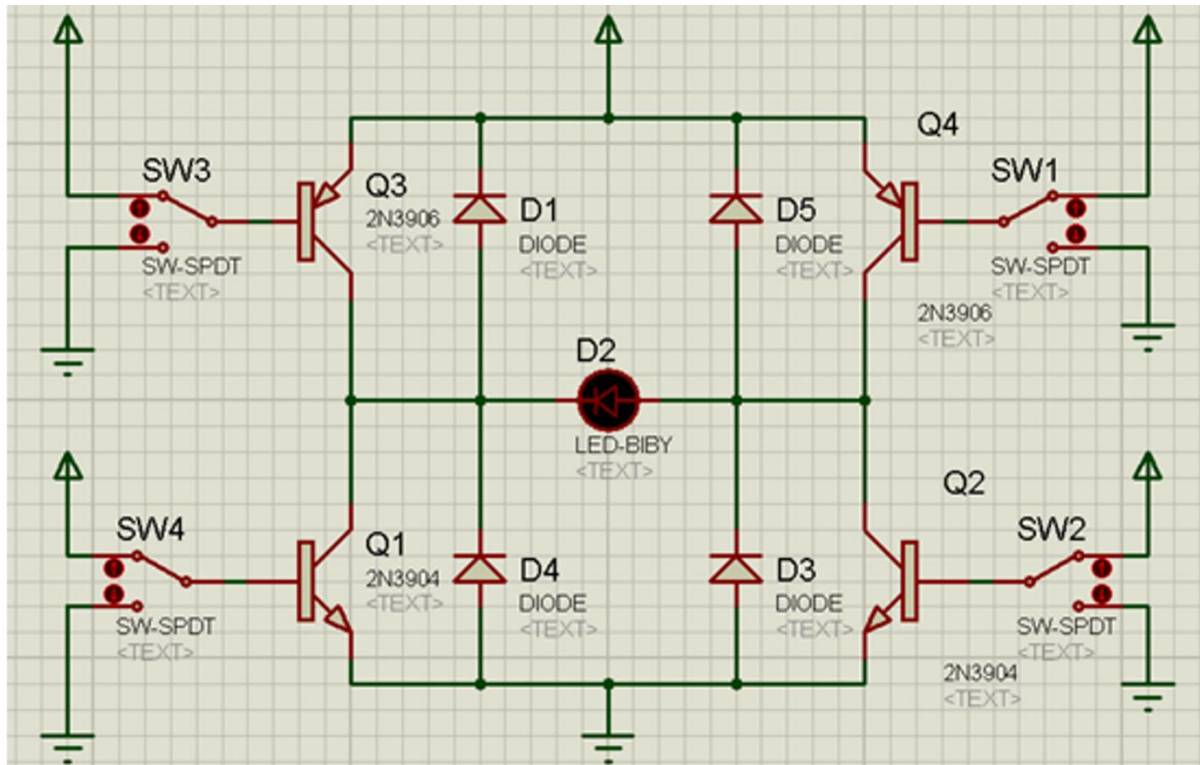 Q4
SW3
SW1
Q3
2N3906
<TEXT>
D1
DIODE
<TEXT>
D5
DIODE
<TEXT>
SW-SPDT
<TEXT>
SW-SPDT
<TEXT>
2N3906
<TEXT>
D2
LED-BIBY
<TEXT>
Q2
SW4
SW2
Q1
2N3904
<TEXT>
D4
DIODE
<TEXT>
D3
DIODE
<TEXT>
SW-SPDT
<TEXT>
SW-SPDT
<TEXT>
2N3904
<TEXT>